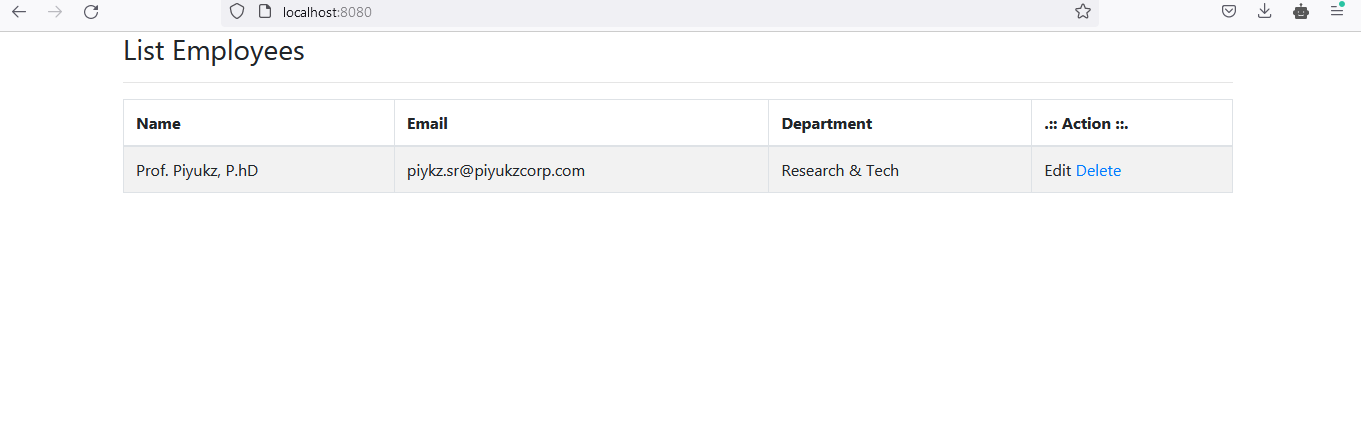 localhost:8080
List Employees
Name Email Department .:: Action ::.
Prof. Piyukz, P.hD piykz.sr@piyukzcorp.com Research & Tech Edit Delete